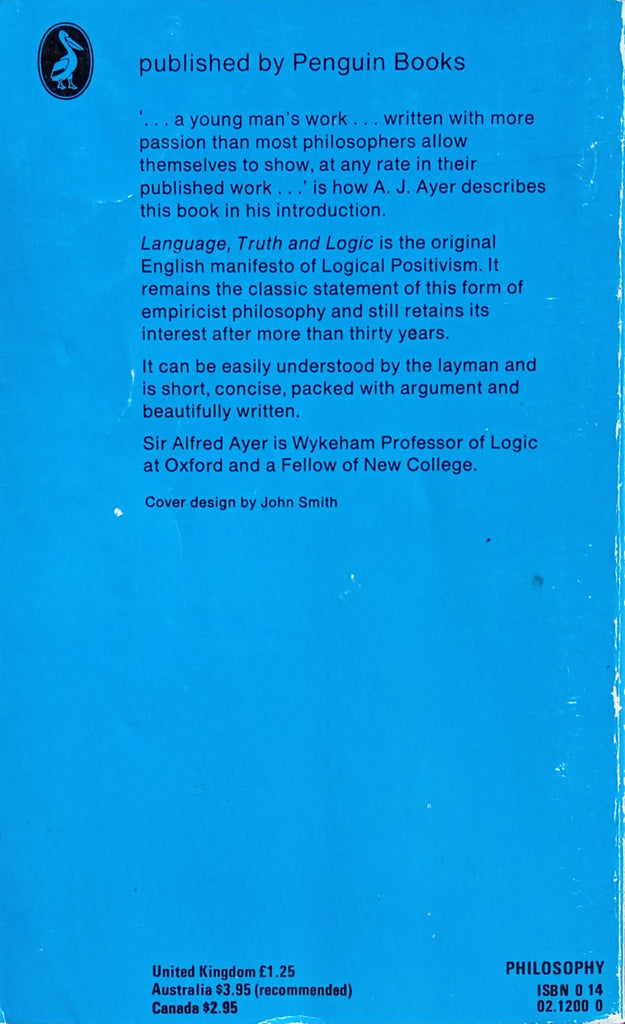 published by Penguin Books
'. . . a young man's work . . . written with more
passion than most philosophers allow
themselves to show, at any rate in their
published work . . .' is how A. J. Ayer describes
this book in his introduction.
Language, Truth and Logic is the original
English manifesto of Logical Positivism. It
remains the classic statement of this form of
empiricist philosophy and still retains its
interest after more than thirty years.
It can be easily understood by the layman and
is short, concise, packed with argument and
beautifully written.
Sir Alfred Ayer is Wykeham Professor of Logic
at Oxford and a Fellow of New College.
Cover design by John Smith
United Kingdom £1.25
Australia $3.95 (recommended)
Canada $2.95
PHILOSOPHY
ISBN 0 14
02.1200 0